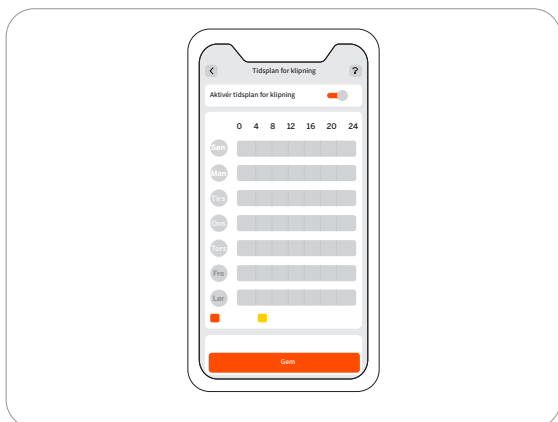 Tidsplan for klipning ?
Aktivér tidsplan for klipning
0 4 8 12 16 20 24
Søn
Man
Tirs
Ons
Tors
Fre
Lør
Gem